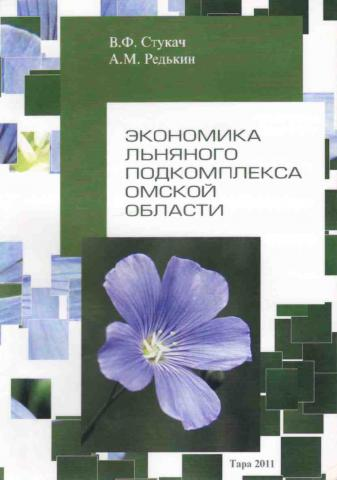 В.Ф. Стукач
А.М. Редькин
ЭКОНОМИКА
ЛЬНЯНОГО
ПОДКОМПЛЕКСА
ОМСКОЙ
ОБЛАСТИ
Тара 2011